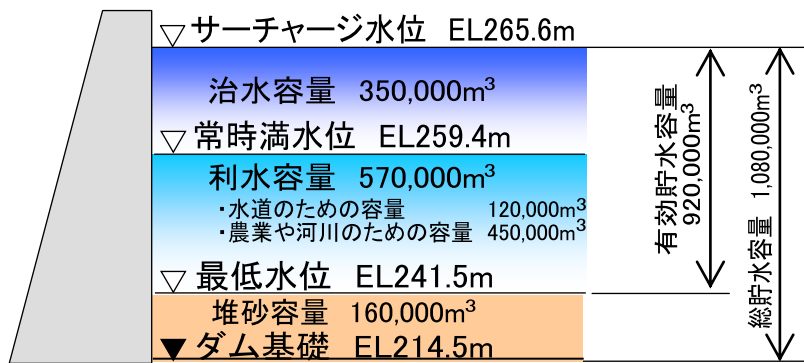 ▽サーチャージ水位 EL265.6m
治水容量 350,000m³
▽常時満水位 EL259.4m
利水容量 570,000m³
・水道のための容量 120,000m³
・農業や河川のための容量 450,000m³
▽最低水位 EL241.5m
堆砂容量 160,000m³
▼ダム基礎 EL214.5m
有効貯水容量
920,000m³
総貯水容量 1,080,000m³